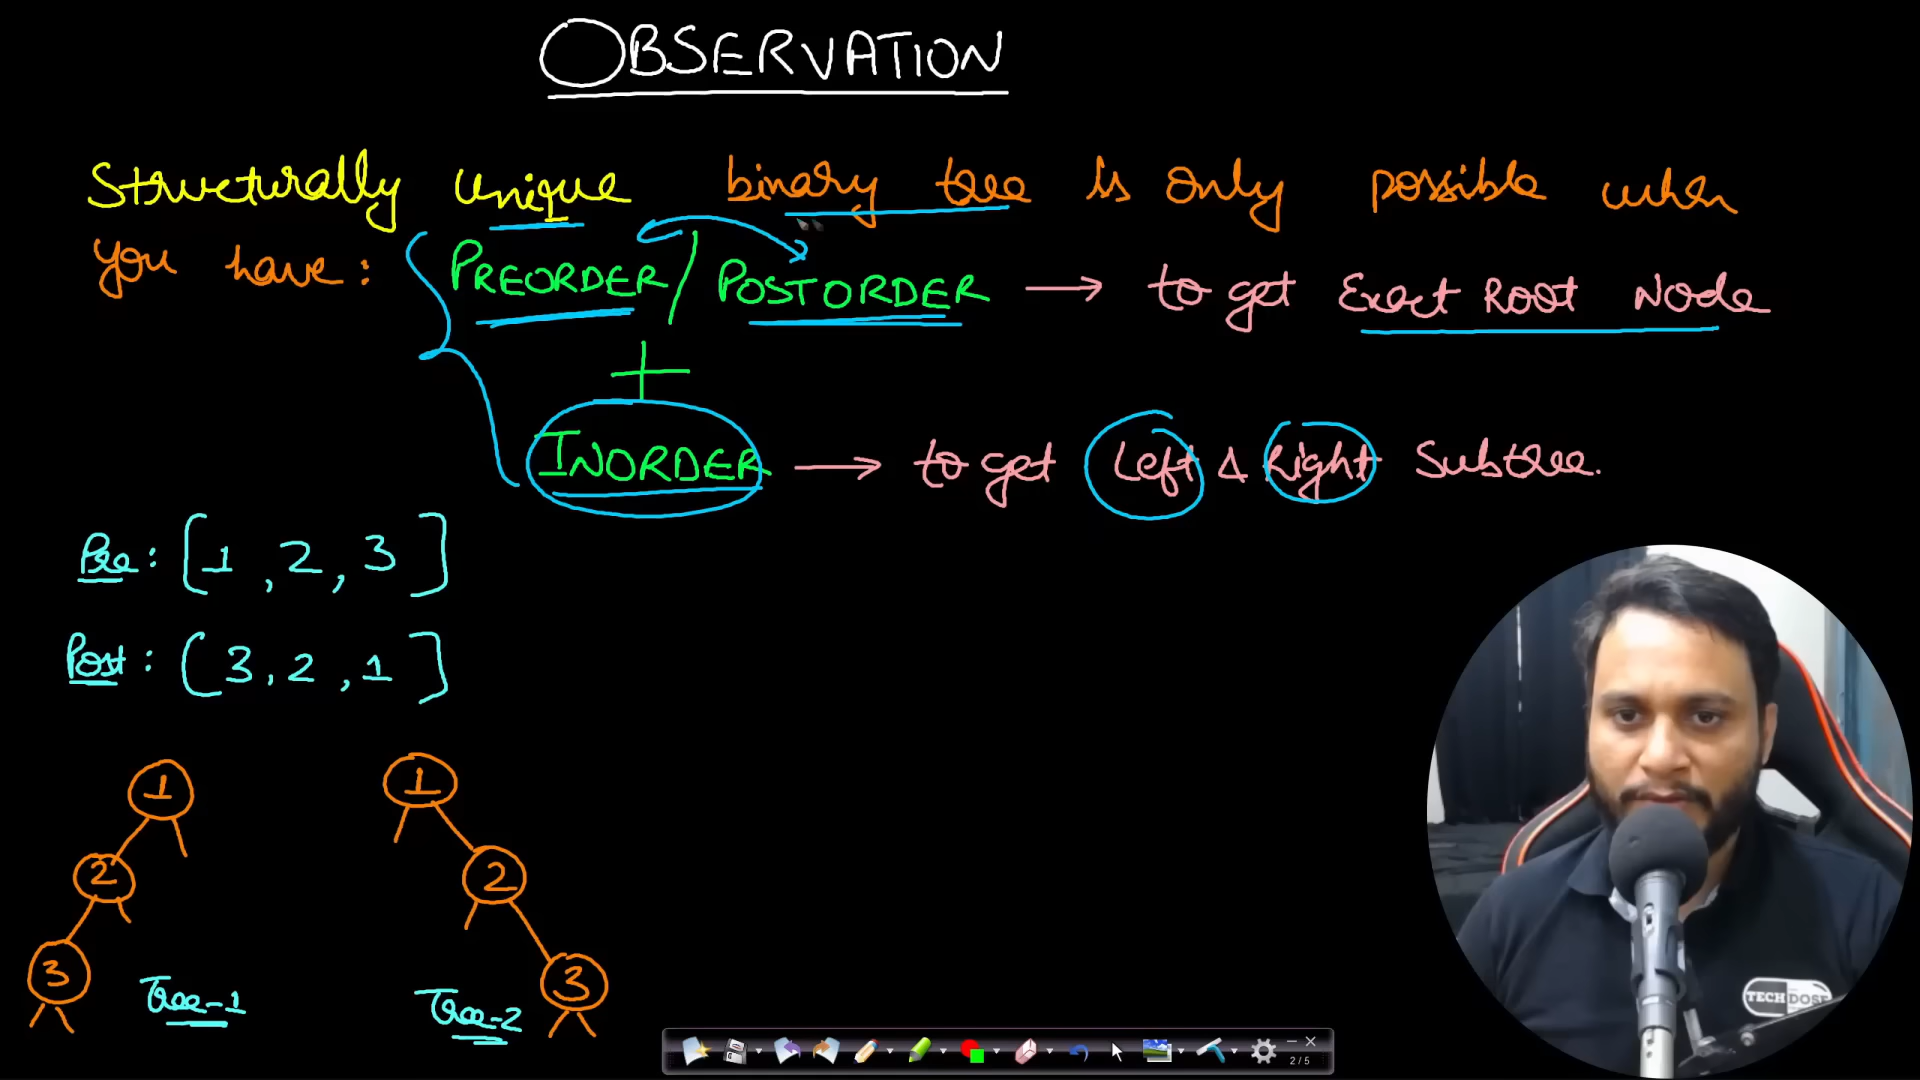 OBSERVATION
Structurally unique binary tree is only possible when
you have: PREORDER / POSTORDER → to get Exact Root Node
+
INORDER → to get Left & Right Subtree.
Pre: [1, 2, 3]
Post: [3, 2, 1]
1
2
3
Tree-1
1
2
3
Tree-2
TECH DOSE
2/5